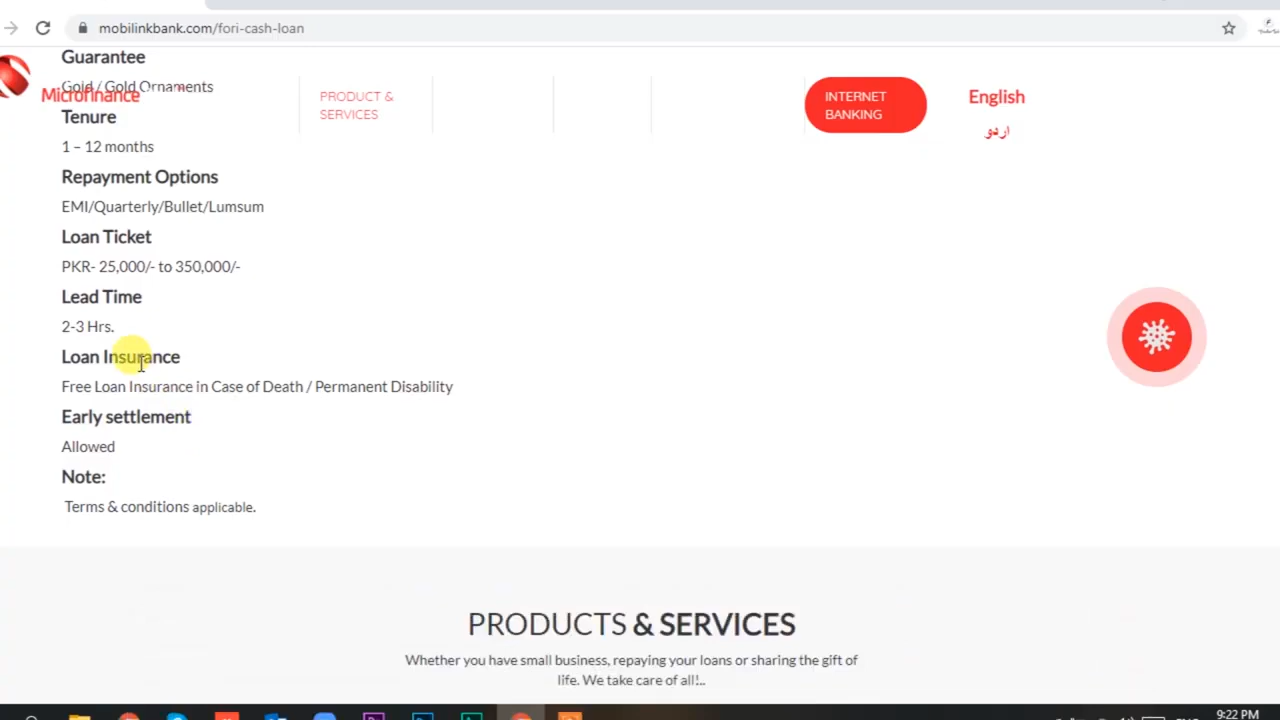 mobilinkbank.com/fori-cash-loan
Guarantee
Gold / Gold Ornaments
Microfinance
PRODUCT &
SERVICES
INTERNET
BANKING
English
اردو
Tenure
1 – 12 months
Repayment Options
EMI/Quarterly/Bullet/Lumsum
Loan Ticket
PKR- 25,000/- to 350,000/-
Lead Time
2-3 Hrs.
Loan Insurance
Free Loan Insurance in Case of Death / Permanent Disability
Early settlement
Allowed
Note:
Terms & conditions applicable.
PRODUCTS & SERVICES
Whether you have small business, repaying your loans or sharing the gift of
life. We take care of all!..
9:22 PM